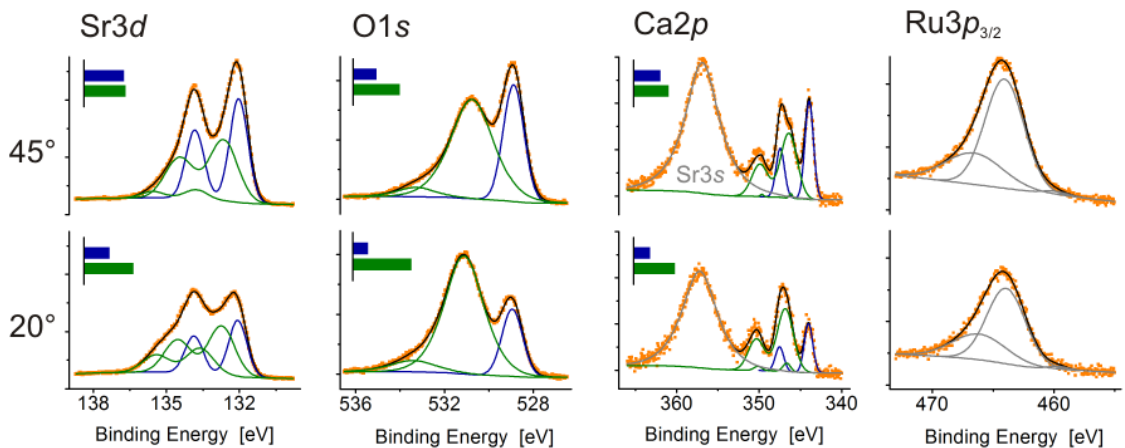 Sr3d O1s Ca2p Ru3p3/2
45°
Sr3s
20°
138 135 132 536 532 528 360 350 340 470 460
Binding Energy [eV] Binding Energy [eV] Binding Energy [eV] Binding Energy [eV]